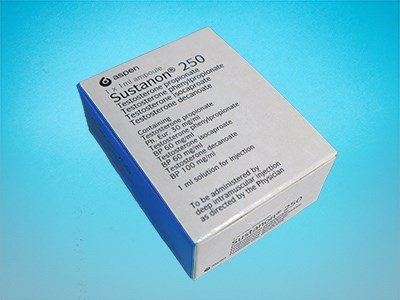 aspen
1 x 1ml ampoule
Sustanon® 250
Testosterone propionate
Testosterone phenylpropionate
Testosterone isocaproate
Testosterone decanoate
Containing
Testosterone propionate
Ph Eur 30 mg/ml
Testosterone Phenylpropionate
BP 60 mg/ml
Testosterone isocaproate
BP 60 mg/ml
Testosterone decanoate
BP 100 mg/ml
1 ml solution for injection
To be administered by
deep intramuscular injection
as directed by the Physician
aspen
Sustanon® 250